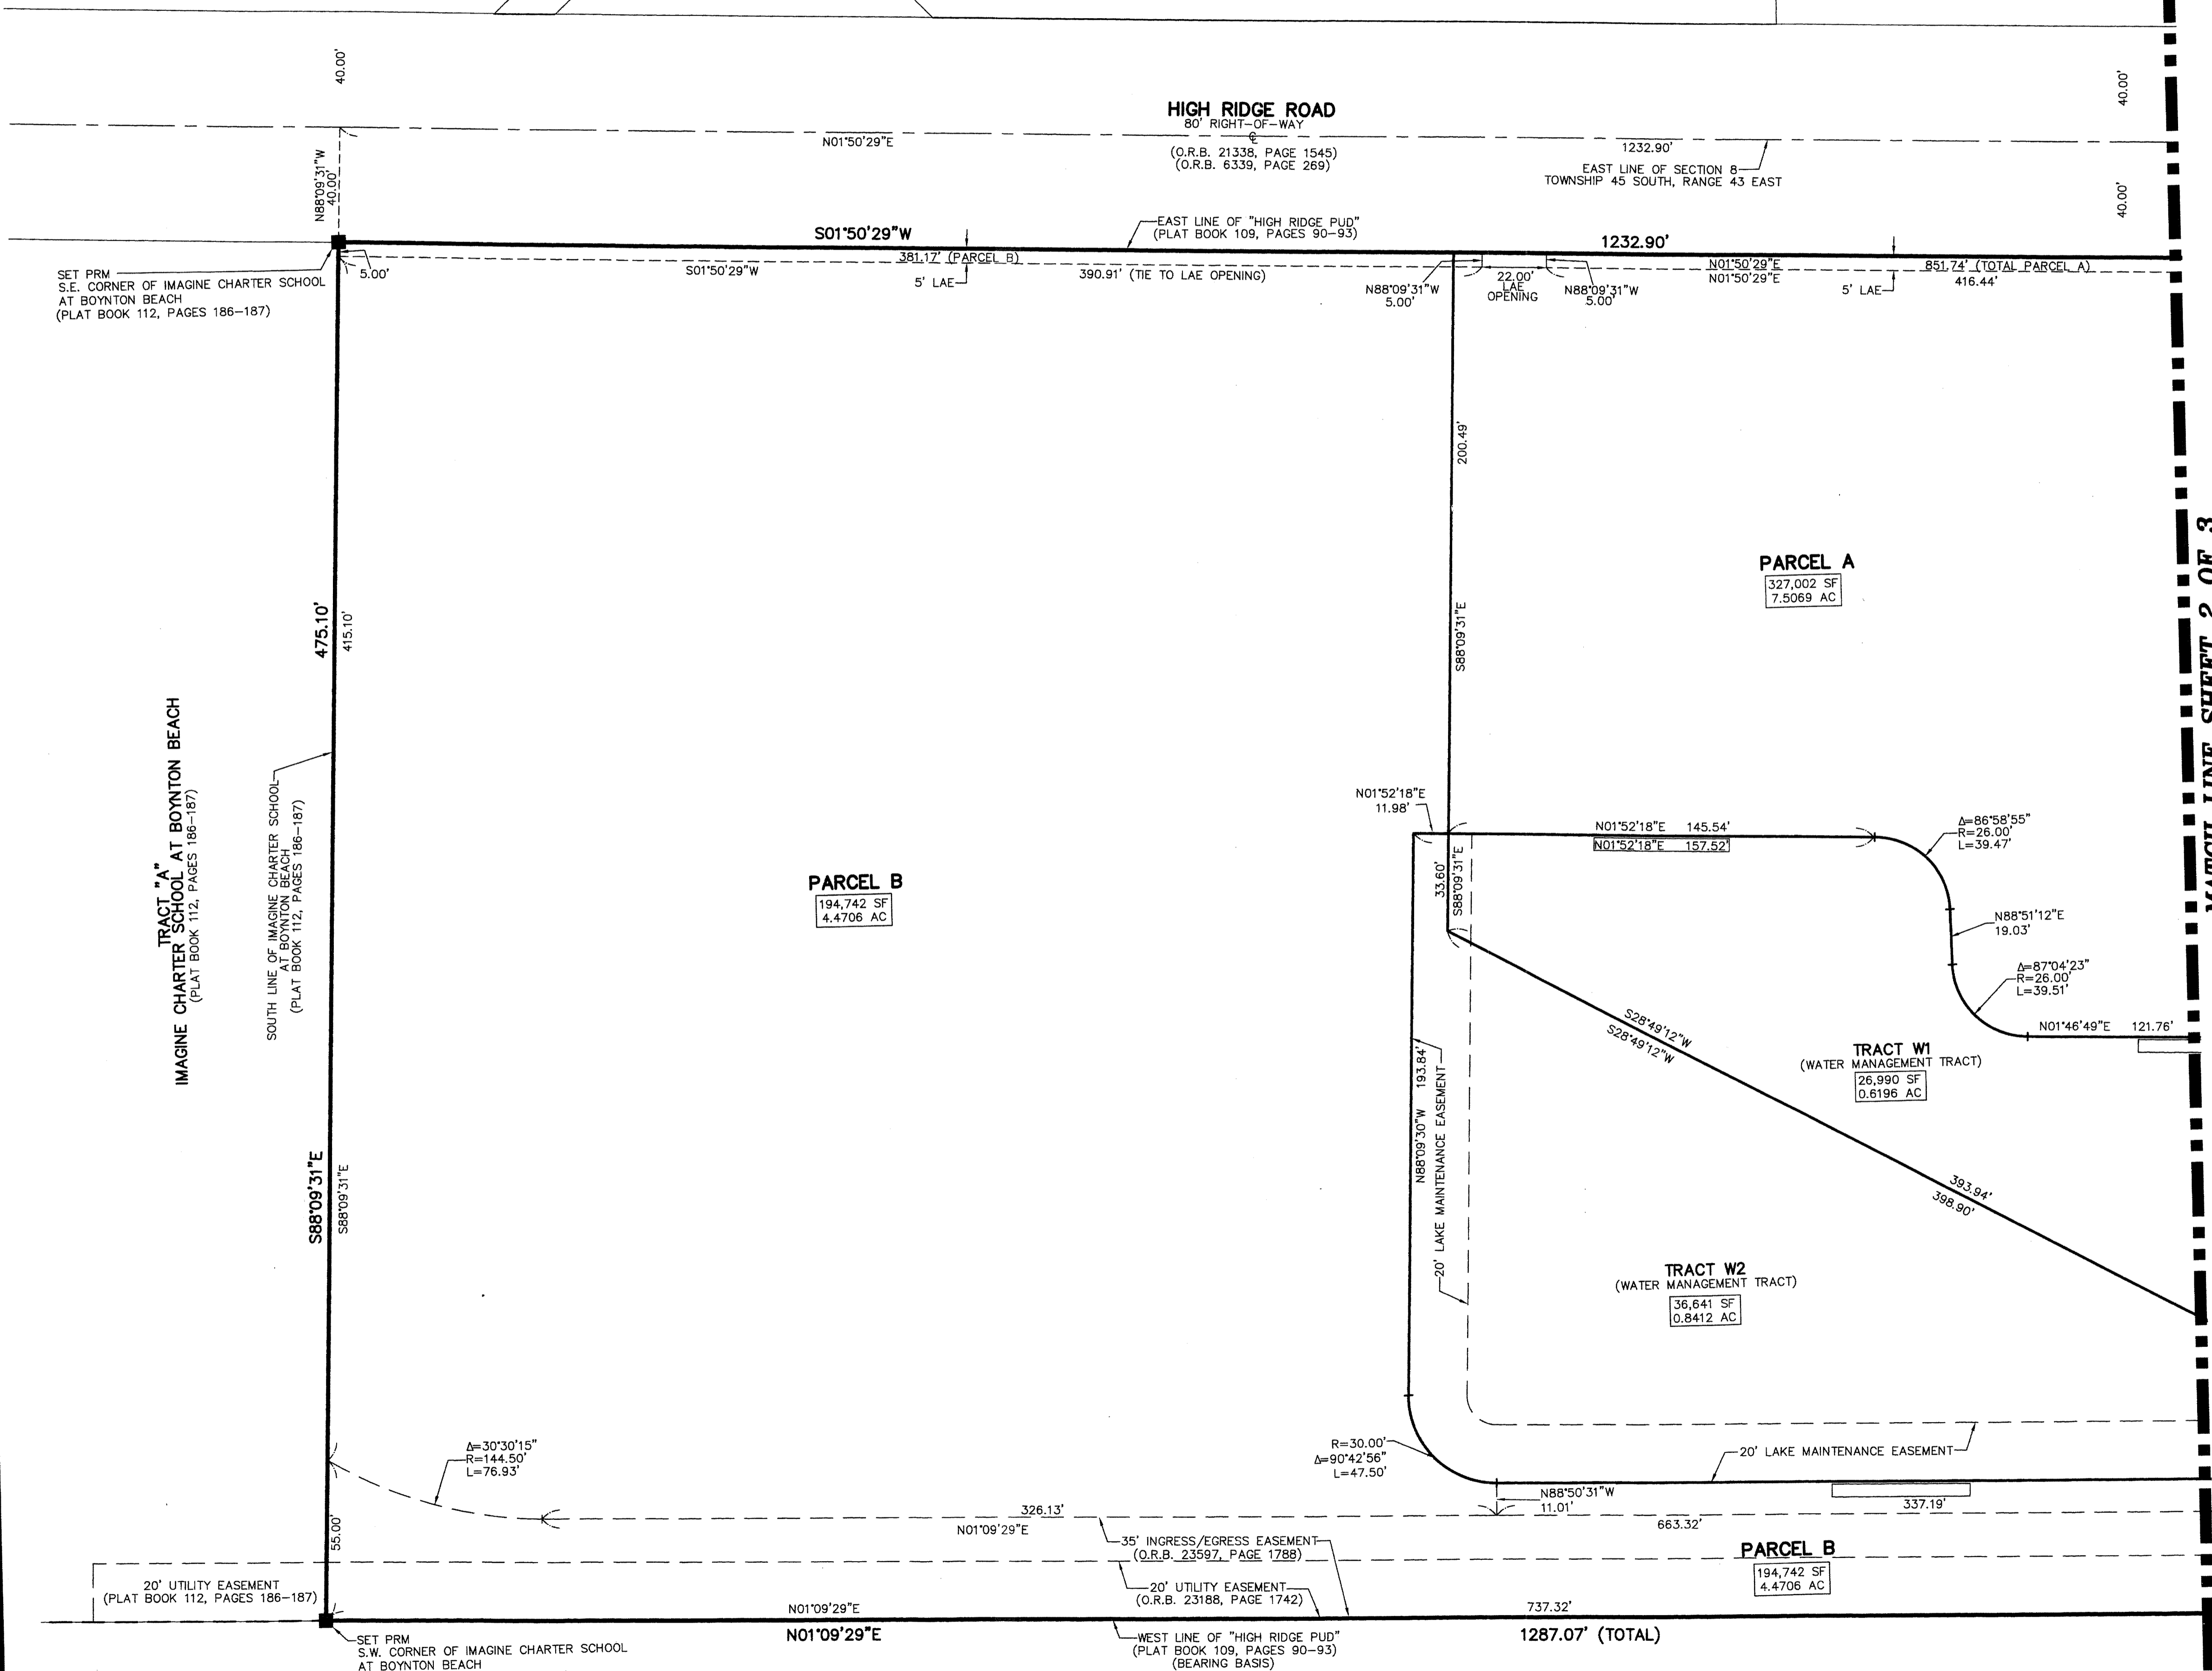 40.00'
40.00'
HIGH RIDGE ROAD
80' RIGHT-OF-WAY
℄
N01°50'29"E
(O.R.B. 21338, PAGE 1545)
(O.R.B. 6339, PAGE 269)
1232.90'
EAST LINE OF SECTION 8
TOWNSHIP 45 SOUTH, RANGE 43 EAST
N88°09'31"W
40.00'
40.00'
S01°50'29"W
EAST LINE OF "HIGH RIDGE PUD"
(PLAT BOOK 109, PAGES 90-93)
1232.90'
SET PRM
S.E. CORNER OF IMAGINE CHARTER SCHOOL
AT BOYNTON BEACH
(PLAT BOOK 112, PAGES 186-187)
5.00'
S01°50'29"W
381.17' (PARCEL B)
5' LAE
390.91' (TIE TO LAE OPENING)
N88°09'31"W
5.00'
22.00'
LAE
OPENING
N88°09'31"W
5.00'
N01°50'29"E
N01°50'29"E
851.74' (TOTAL PARCEL A)
416.44'
5' LAE
200.49'
S88°09'31"E
PARCEL A
327,002 SF
7.5069 AC
MATCH LINE SHEET 2 OF 3
475.10'
415.10'
TRACT "A"
IMAGINE CHARTER SCHOOL AT BOYNTON BEACH
(PLAT BOOK 112, PAGES 186-187)
SOUTH LINE OF IMAGINE CHARTER SCHOOL
AT BOYNTON BEACH
(PLAT BOOK 112, PAGES 186-187)
S88°09'31"E
S88°09'31"E
PARCEL B
194,742 SF
4.4706 AC
N01°52'18"E
11.98'
N01°52'18"E 145.54'
N01°52'18"E 157.52'
33.60'
S88°09'31"E
Δ=86°58'55"
R=26.00'
L=39.47'
N88°51'12"E
19.03'
Δ=87°04'23"
R=26.00'
L=39.51'
N01°46'49"E 121.76'
S28°49'12"W
S28°49'12"W
TRACT W1
(WATER MANAGEMENT TRACT)
26,990 SF
0.6196 AC
N88°09'30"W 193.84'
20' LAKE MAINTENANCE EASEMENT
393.94'
398.90'
TRACT W2
(WATER MANAGEMENT TRACT)
36,641 SF
0.8412 AC
Δ=30°30'15"
R=144.50'
L=76.93'
R=30.00'
Δ=90°42'56"
L=47.50'
20' LAKE MAINTENANCE EASEMENT
N88°50'31"W
11.01'
337.19'
55.00'
326.13'
N01°09'29"E
663.32'
35' INGRESS/EGRESS EASEMENT
(O.R.B. 23597, PAGE 1788)
PARCEL B
194,742 SF
4.4706 AC
20' UTILITY EASEMENT
(PLAT BOOK 112, PAGES 186-187)
20' UTILITY EASEMENT
(O.R.B. 23188, PAGE 1742)
N01°09'29"E
737.32'
N01°09'29"E
1287.07' (TOTAL)
SET PRM
S.W. CORNER OF IMAGINE CHARTER SCHOOL
AT BOYNTON BEACH
WEST LINE OF "HIGH RIDGE PUD"
(PLAT BOOK 109, PAGES 90-93)
(BEARING BASIS)